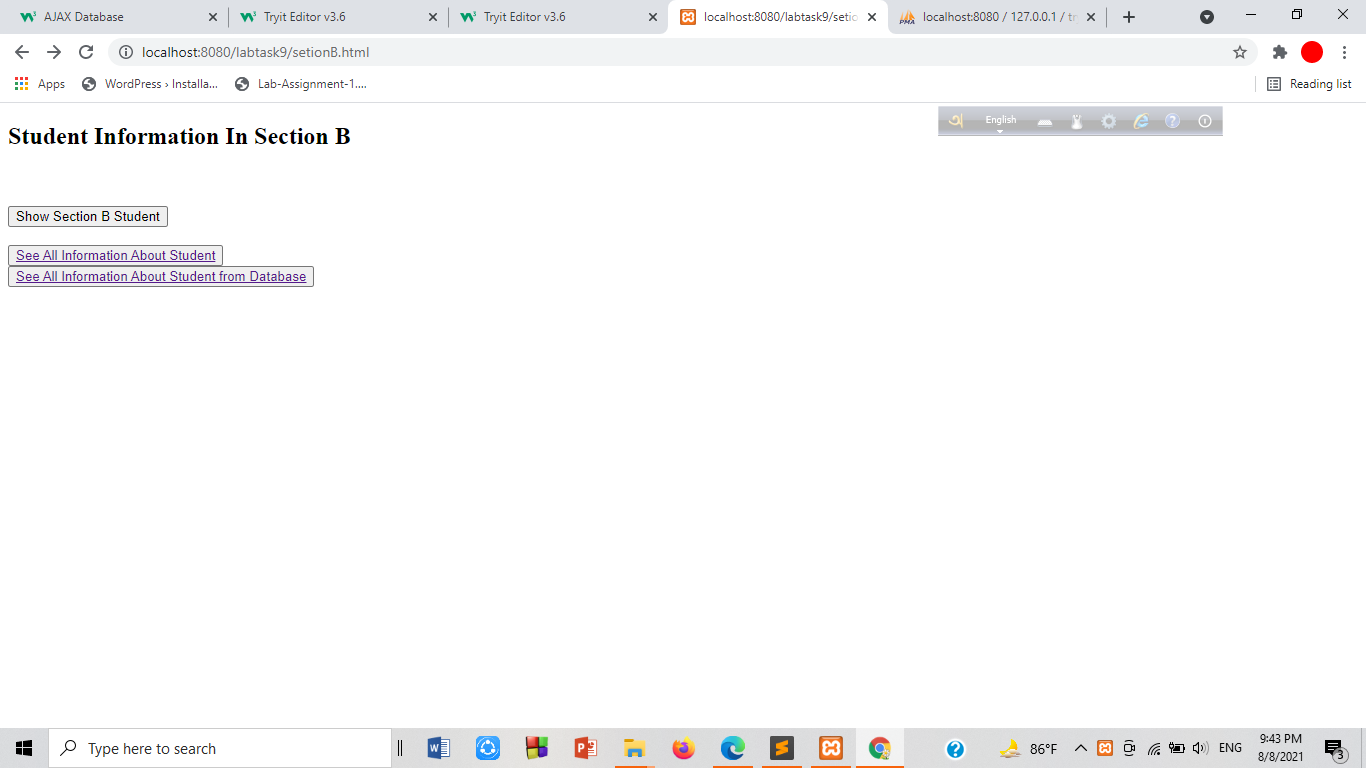 AJAX Database
Tryit Editor v3.6
Tryit Editor v3.6
localhost:8080/labtask9/setio
localhost:8080 / 127.0.0.1 / tr
localhost:8080/labtask9/setionB.html
Apps
WordPress › Installa...
Lab-Assignment-1....
Reading list
English
Student Information In Section B
Show Section B Student
See All Information About Student
See All Information About Student from Database
Type here to search
86°F
ENG
9:43 PM
8/8/2021
3